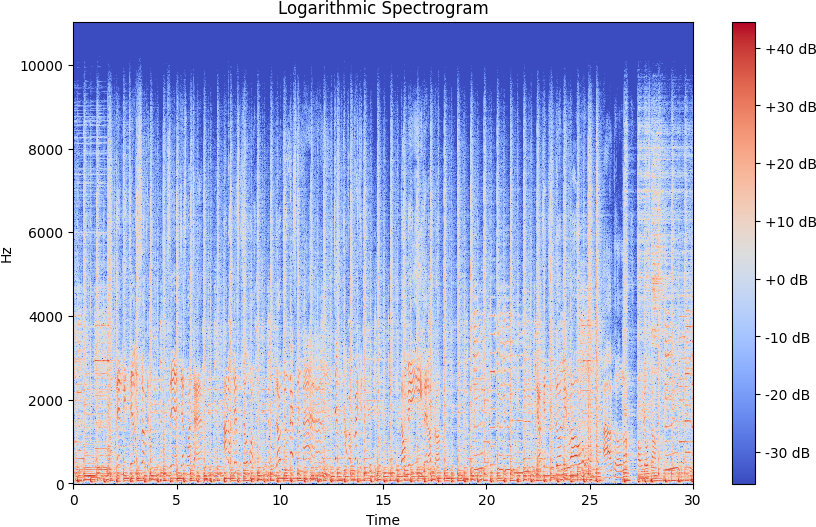 Logarithmic Spectrogram
Hz
10000
8000
6000
4000
2000
0
0 5 10 15 20 25 30
Time
+40 dB
+30 dB
+20 dB
+10 dB
+0 dB
-10 dB
-20 dB
-30 dB